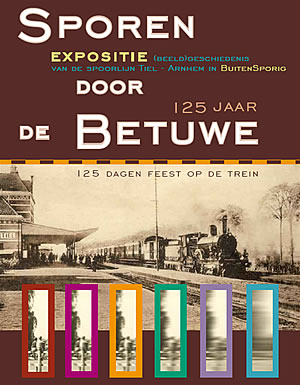 SPOREN
EXPOSITIE (BEELD)GESCHIEDENIS
VAN DE SPOORLIJN TIEL - ARNHEM IN BUITENSPORIG
DOOR
125 JAAR
DE BETUWE
125 DAGEN FEEST OP DE TREIN